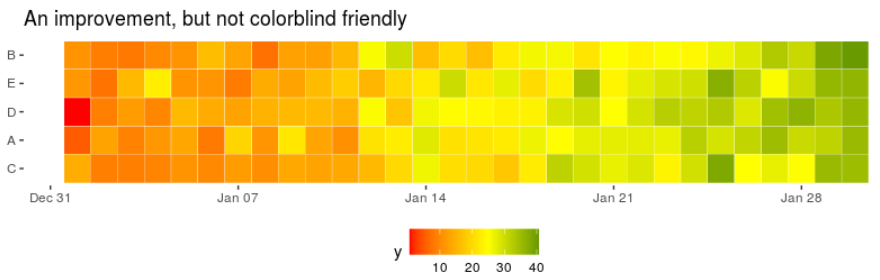 An improvement, but not colorblind friendly
B
E
D
A
C
Dec 31 Jan 07 Jan 14 Jan 21 Jan 28
y
10 20 30 40